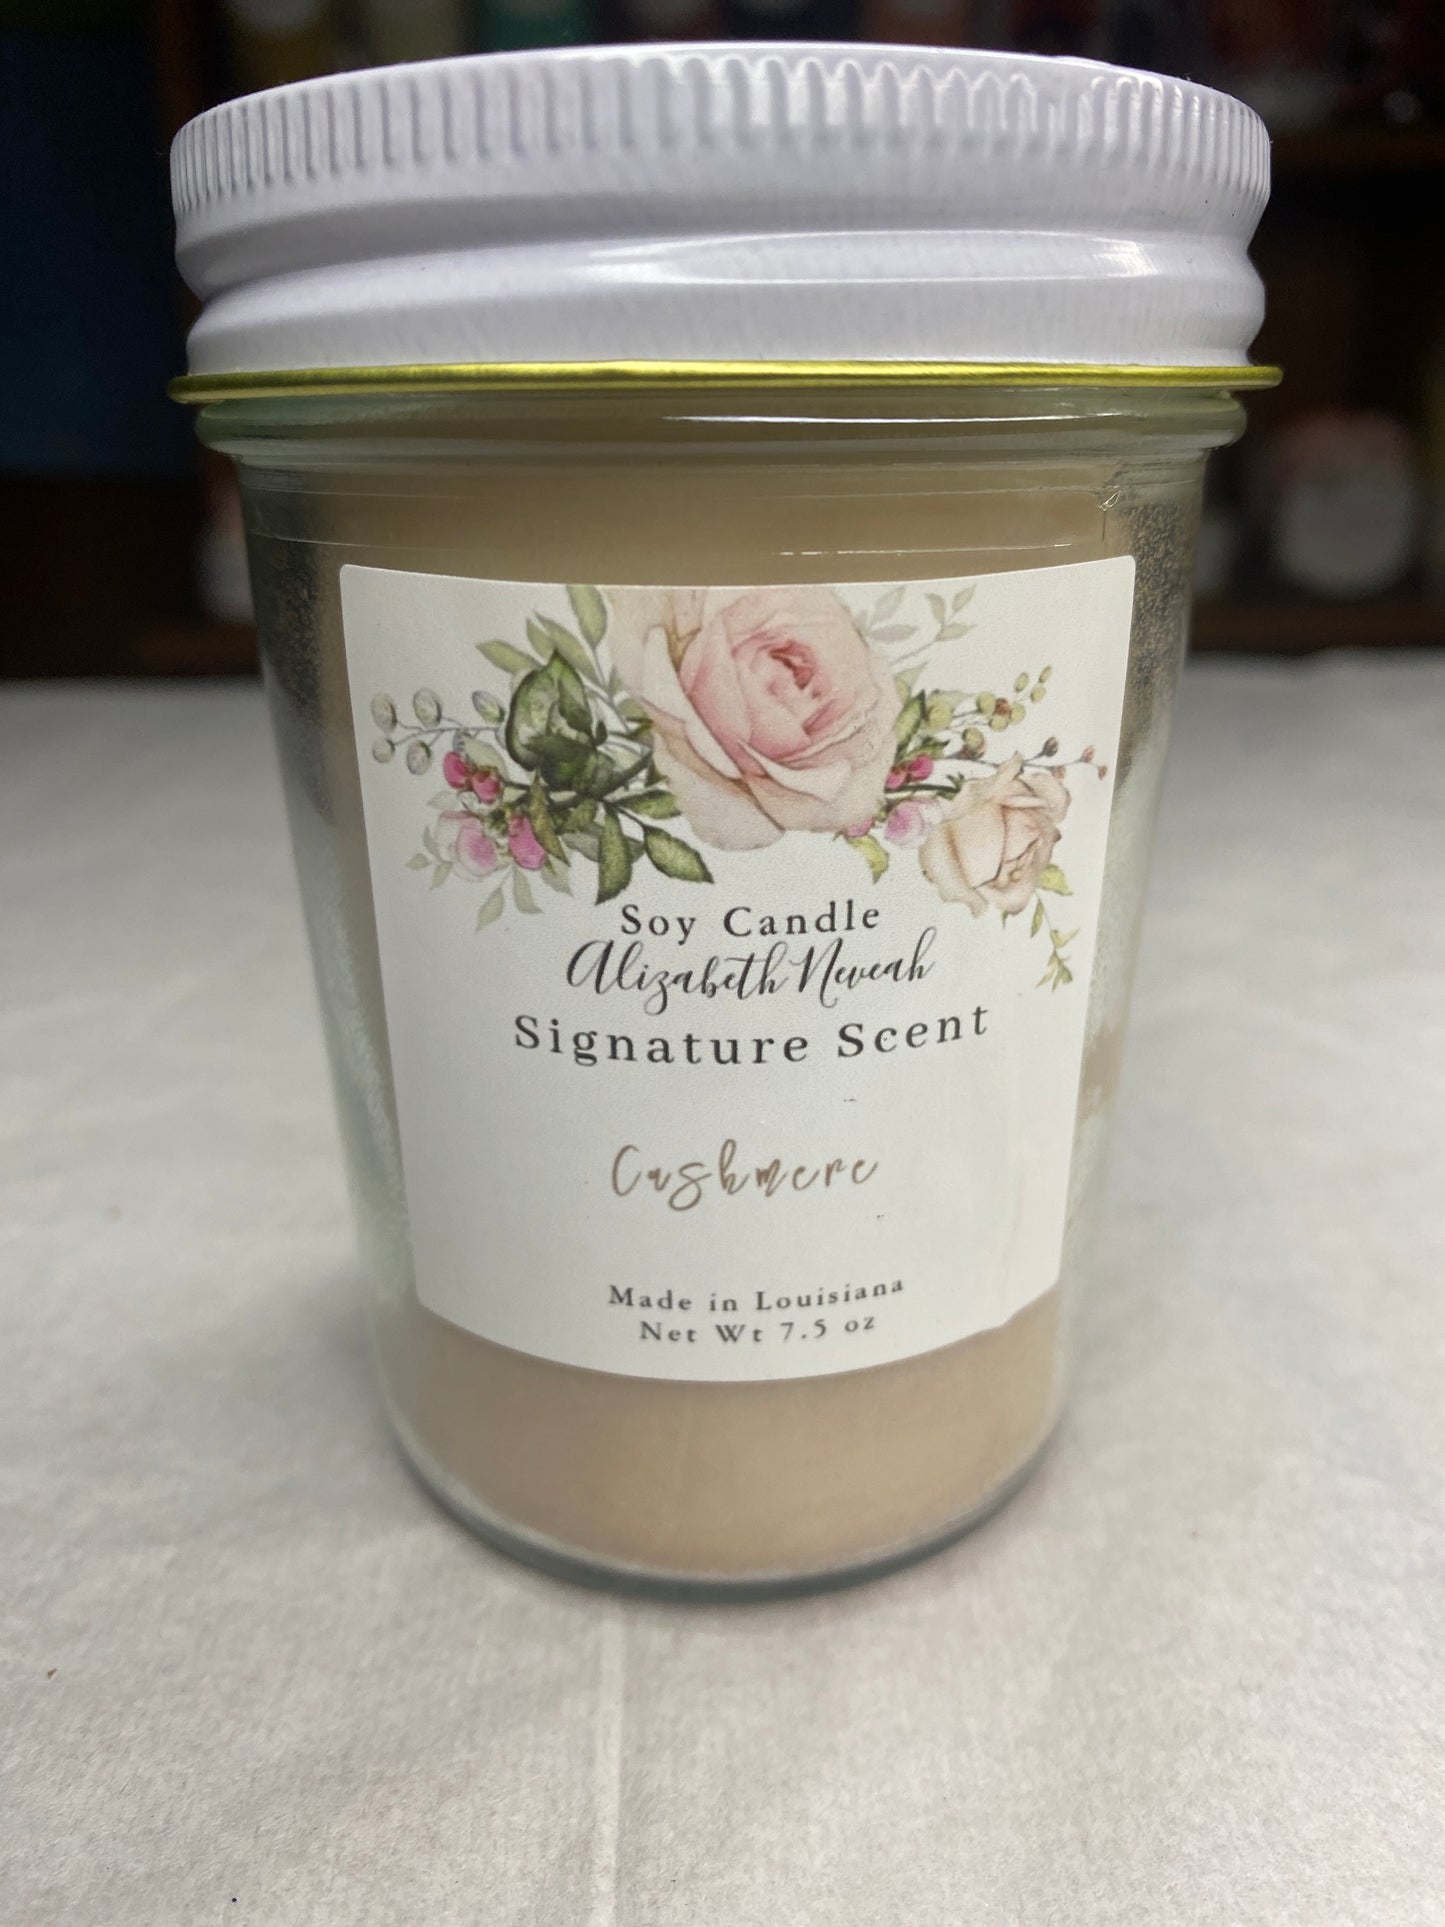 Soy Candle
Alizabeth Neveah
Signature Scent
Cashmere
Made in Louisiana
Net Wt 7.5 oz